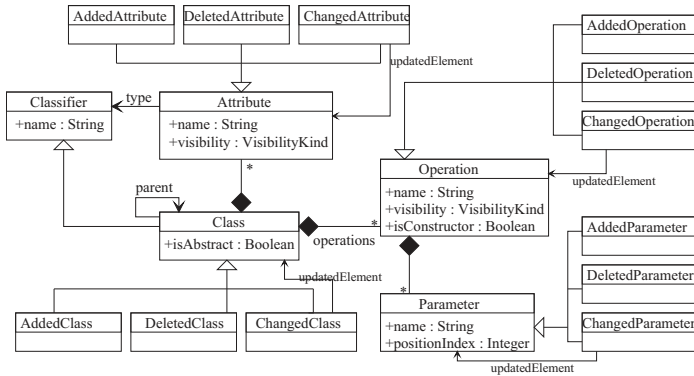 AddedAttribute
DeletedAttribute
ChangedAttribute
AddedOperation
updatedElement
DeletedOperation
Classifier
+name : String
type
Attribute
+name : String
+visibility : VisibilityKind
ChangedOperation
*
Operation
+name : String
+visibility : VisibilityKind
+isConstructor : Boolean
updatedElement
parent
Class
+isAbstract : Boolean
*
operations
AddedParameter
updatedElement
DeletedParameter
*
Parameter
+name : String
+positionIndex : Integer
AddedClass
DeletedClass
ChangedClass
ChangedParameter
updatedElement